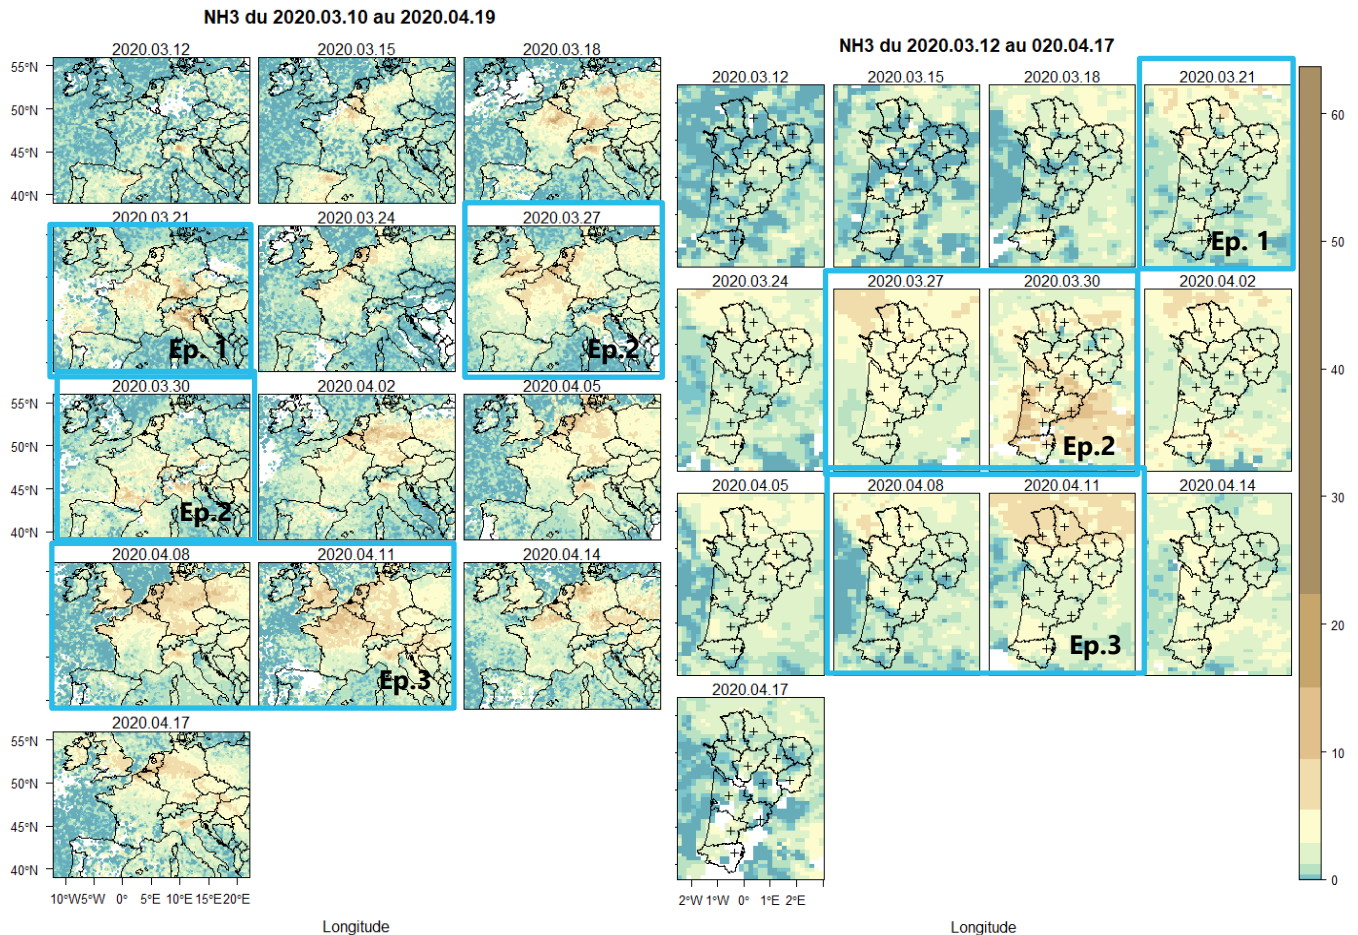 NH3 du 2020.03.10 au 2020.04.19
2020.03.12 2020.03.15 2020.03.18
55°N
50°N
45°N
40°N
2020.03.21 2020.03.24 2020.03.27
Ep. 1
Ep.2
2020.03.30 2020.04.02 2020.04.05
55°N
50°N
45°N
40°N
Ep.2
2020.04.08 2020.04.11 2020.04.14
Ep.3
2020.04.17
55°N
50°N
45°N
40°N
10°W 5°W 0° 5°E 10°E 15°E 20°E
Longitude
NH3 du 2020.03.12 au 020.04.17
2020.03.12 2020.03.15 2020.03.18 2020.03.21
Ep. 1
2020.03.24 2020.03.27 2020.03.30 2020.04.02
Ep.2
2020.04.05 2020.04.08 2020.04.11 2020.04.14
Ep.3
2020.04.17
2°W 1°W 0° 1°E 2°E
Longitude
60
50
40
30
20
10
0